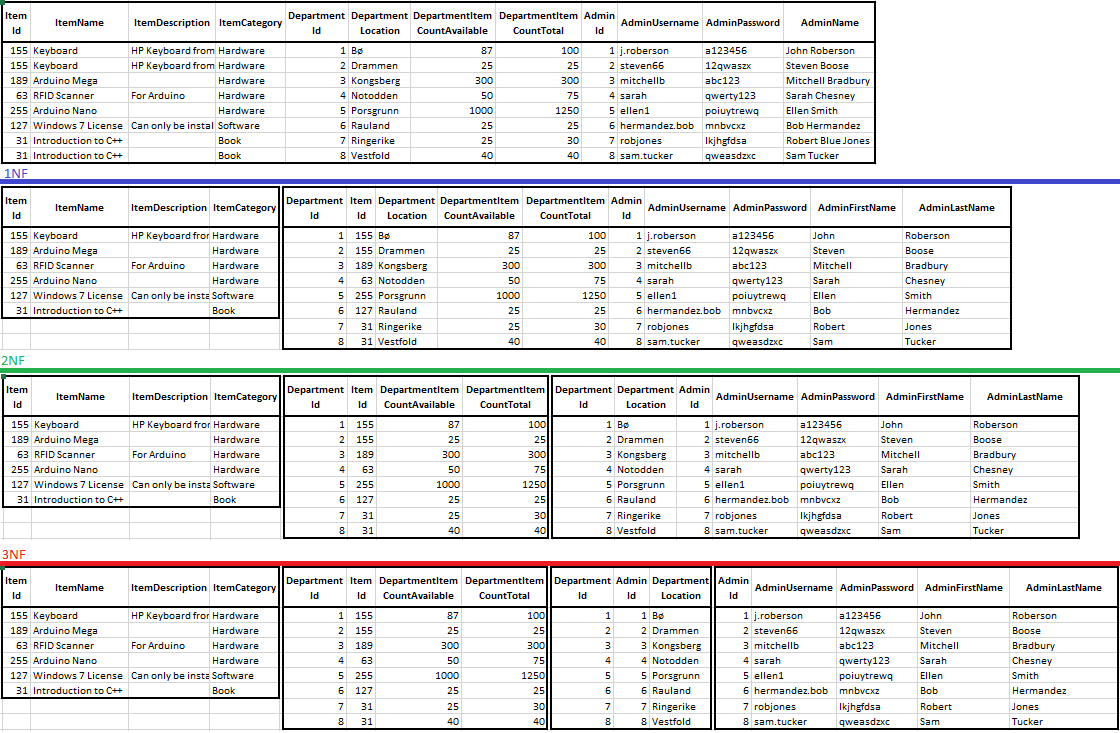 Item Id ItemName ItemDescription ItemCategory Department Id Department Location DepartmentItem CountAvailable DepartmentItem CountTotal Admin Id AdminUsername AdminPassword AdminName
155 Keyboard HP Keyboard from Hardware 1 Bø 87 100 1 j.roberson a123456 John Roberson
155 Keyboard HP Keyboard from Hardware 2 Drammen 25 25 2 steven66 12qwaszx Steven Boose
189 Arduino Mega Hardware 3 Kongsberg 300 300 3 mitchellb abc123 Mitchell Bradbury
63 RFID Scanner For Arduino Hardware 4 Notodden 50 75 4 sarah qwerty123 Sarah Chesney
255 Arduino Nano Hardware 5 Porsgrunn 1000 1250 5 ellen1 poiuytrewq Ellen Smith
127 Windows 7 License Can only be instal Software 6 Rauland 25 25 6 hermandez.bob mnbvcxz Bob Hermandez
31 Introduction to C++ Book 7 Ringerike 25 30 7 robjones lkjhgfdsa Robert Blue Jones
31 Introduction to C++ Book 8 Vestfold 40 40 8 sam.tucker qweasdzxc Sam Tucker
1NF
Item Id ItemName ItemDescription ItemCategory Department Id Item Id Department Location DepartmentItem CountAvailable DepartmentItem CountTotal Admin Id AdminUsername AdminPassword AdminFirstName AdminLastName
155 Keyboard HP Keyboard fror Hardware 1 155 Bø 87 100 1 j.roberson a123456 John Roberson
189 Arduino Mega Hardware 2 155 Drammen 25 25 2 steven66 12qwaszx Steven Boose
63 RFID Scanner For Arduino Hardware 3 189 Kongsberg 300 300 3 mitchellb abc123 Mitchell Bradbury
255 Arduino Nano Hardware 4 63 Notodden 50 75 4 sarah qwerty123 Sarah Chesney
127 Windows 7 License Can only be insta Software 5 255 Porsgrunn 1000 1250 5 ellen1 poiuytrewq Ellen Smith
31 Introduction to C++ Book 6 127 Rauland 25 25 6 hermandez.bob mnbvcxz Bob Hermandez
7 31 Ringerike 25 30 7 robjones lkjhgfdsa Robert Jones
8 31 Vestfold 40 40 8 sam.tucker qweasdzxc Sam Tucker
2NF
Item Id ItemName ItemDescription ItemCategory Department Id Item Id DepartmentItem CountAvailable DepartmentItem CountTotal Department Id Department Location Admin Id AdminUsername AdminPassword AdminFirstName AdminLastName
155 Keyboard HP Keyboard fror Hardware 1 155 87 100 1 Bø 1 j.roberson a123456 John Roberson
189 Arduino Mega Hardware 2 155 25 25 2 Drammen 2 steven66 12qwaszx Steven Boose
63 RFID Scanner For Arduino Hardware 3 189 300 300 3 Kongsberg 3 mitchellb abc123 Mitchell Bradbury
255 Arduino Nano Hardware 4 63 50 75 4 Notodden 4 sarah qwerty123 Sarah Chesney
127 Windows 7 License Can only be insta Software 5 255 1000 1250 5 Porsgrunn 5 ellen1 poiuytrewq Ellen Smith
31 Introduction to C++ Book 6 127 25 25 6 Rauland 6 hermandez.bob mnbvcxz Bob Hermandez
7 31 25 30 7 Ringerike 7 robjones lkjhgfdsa Robert Jones
8 31 40 40 8 Vestfold 8 sam.tucker qweasdzxc Sam Tucker
3NF
Item Id ItemName ItemDescription ItemCategory Department Id Item Id DepartmentItem CountAvailable DepartmentItem CountTotal Department Id Admin Id Department Location Admin Id AdminUsername AdminPassword AdminFirstName AdminLastName
155 Keyboard HP Keyboard fror Hardware 1 155 87 100 1 1 Bø 1 j.roberson a123456 John Roberson
189 Arduino Mega Hardware 2 155 25 25 2 2 Drammen 2 steven66 12qwaszx Steven Boose
63 RFID Scanner For Arduino Hardware 3 189 300 300 3 3 Kongsberg 3 mitchellb abc123 Mitchell Bradbury
255 Arduino Nano Hardware 4 63 50 75 4 4 Notodden 4 sarah qwerty123 Sarah Chesney
127 Windows 7 License Can only be insta Software 5 255 1000 1250 5 5 Porsgrunn 5 ellen1 poiuytrewq Ellen Smith
31 Introduction to C++ Book 6 127 25 25 6 6 Rauland 6 hermandez.bob mnbvcxz Bob Hermandez
7 31 25 30 7 7 Ringerike 7 robjones lkjhgfdsa Robert Jones
8 31 40 40 8 8 Vestfold 8 sam.tucker qweasdzxc Sam Tucker